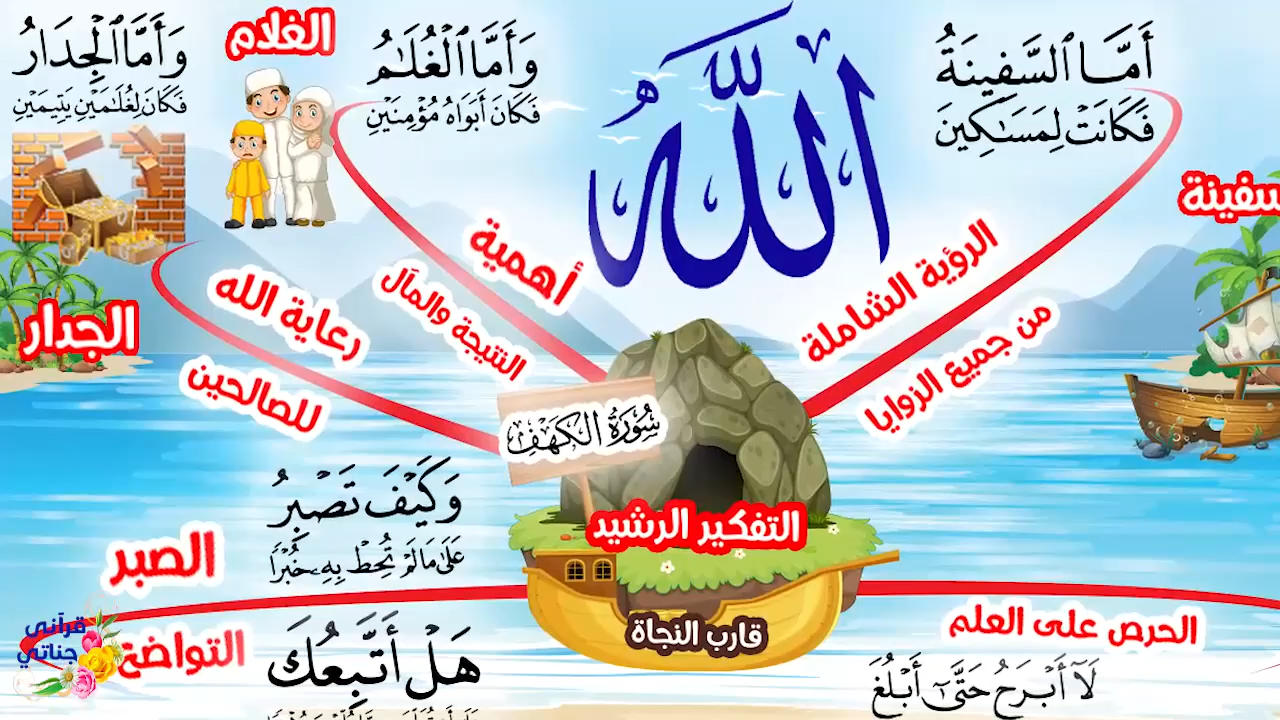 ٱللَّهُ
أَمَّا ٱلسَّفِينَةُ
فَكَانَتْ لِمَسَٰكِينَ
سفينة
الرؤية الشاملة
من جميع الزوايا
الغلام
وَأَمَّا ٱلْغُلَٰمُ
فَكَانَ أَبَوَاهُ مُؤْمِنَيْنِ
أهمية
النتيجة والمآل
وَأَمَّا ٱلْجِدَارُ
فَكَانَ لِغُلَٰمَيْنِ يَتِيمَيْنِ
الجدار
رعاية الله
للصالحين
سُورَةُ الكَهْفِ
التفكير الرشيد
قارب النجاة
الصبر
وَكَيْفَ تَصْبِرُ
عَلَىٰ مَا لَمْ تُحِطْ بِهِۦ خُبْرًا
التواضع
هَلْ أَتَّبِعُكَ
الحرص على العلم
لَآ أَبْرَحُ حَتَّىٰٓ أَبْلُغَ
قرآني
جناتي